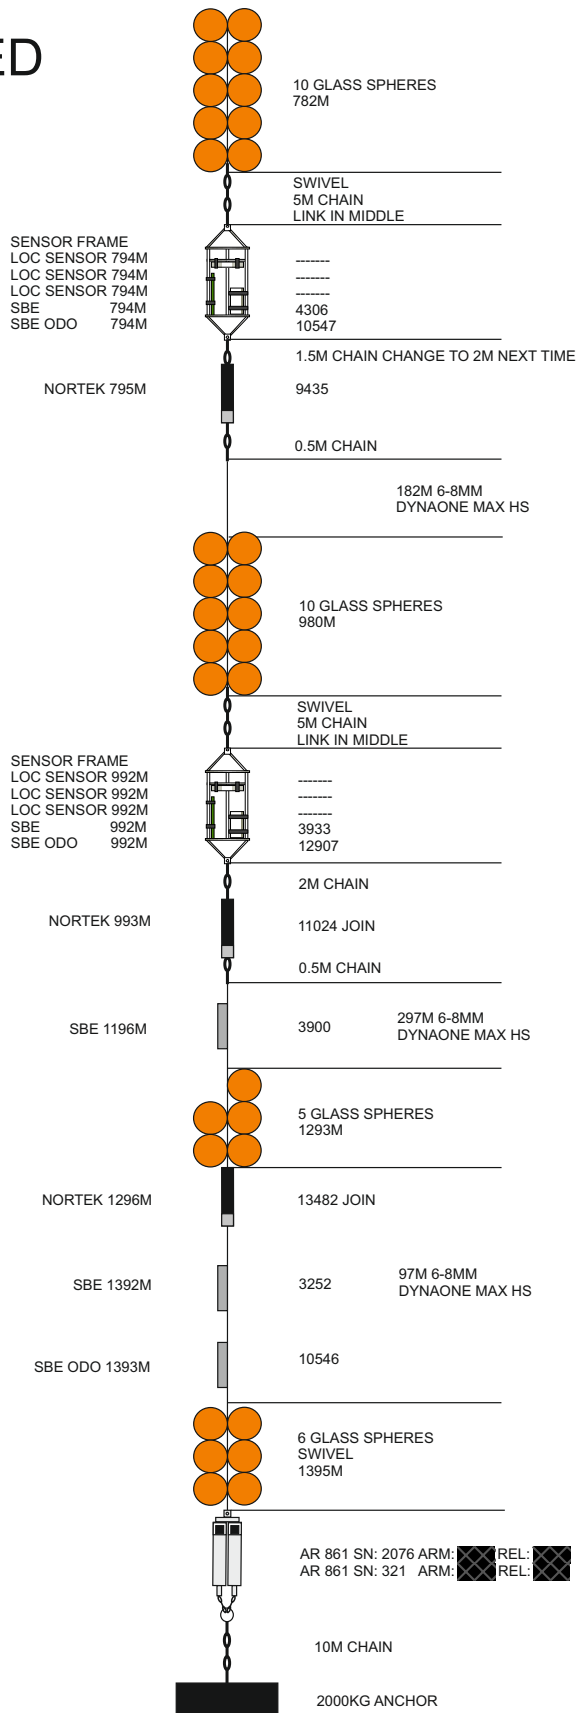 ED
10 GLASS SPHERES
782M
SWIVEL
5M CHAIN
LINK IN MIDDLE
SENSOR FRAME
LOC SENSOR 794M -------
LOC SENSOR 794M -------
LOC SENSOR 794M -------
SBE 794M 4306
SBE ODO 794M 10547
1.5M CHAIN CHANGE TO 2M NEXT TIME
NORTEK 795M 9435
0.5M CHAIN
182M 6-8MM
DYNAONE MAX HS
10 GLASS SPHERES
980M
SWIVEL
5M CHAIN
LINK IN MIDDLE
SENSOR FRAME
LOC SENSOR 992M -------
LOC SENSOR 992M -------
LOC SENSOR 992M -------
SBE 992M 3933
SBE ODO 992M 12907
2M CHAIN
NORTEK 993M 11024 JOIN
0.5M CHAIN
SBE 1196M 3900 297M 6-8MM
DYNAONE MAX HS
5 GLASS SPHERES
1293M
NORTEK 1296M 13482 JOIN
SBE 1392M 3252 97M 6-8MM
DYNAONE MAX HS
SBE ODO 1393M 10546
6 GLASS SPHERES
SWIVEL
1395M
AR 861 SN: 2076 ARM: REL:
AR 861 SN: 321 ARM: REL:
10M CHAIN
2000KG ANCHOR